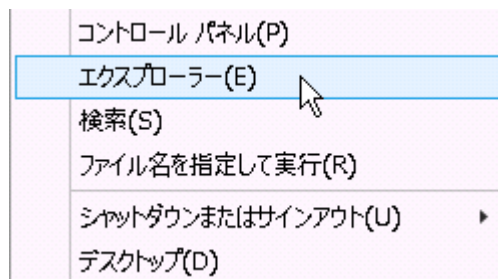 コントロール パネル(P)
エクスプローラー(E)
検索(S)
ファイル名を指定して実行(R)
シャットダウンまたはサインアウト(U)
デスクトップ(D)